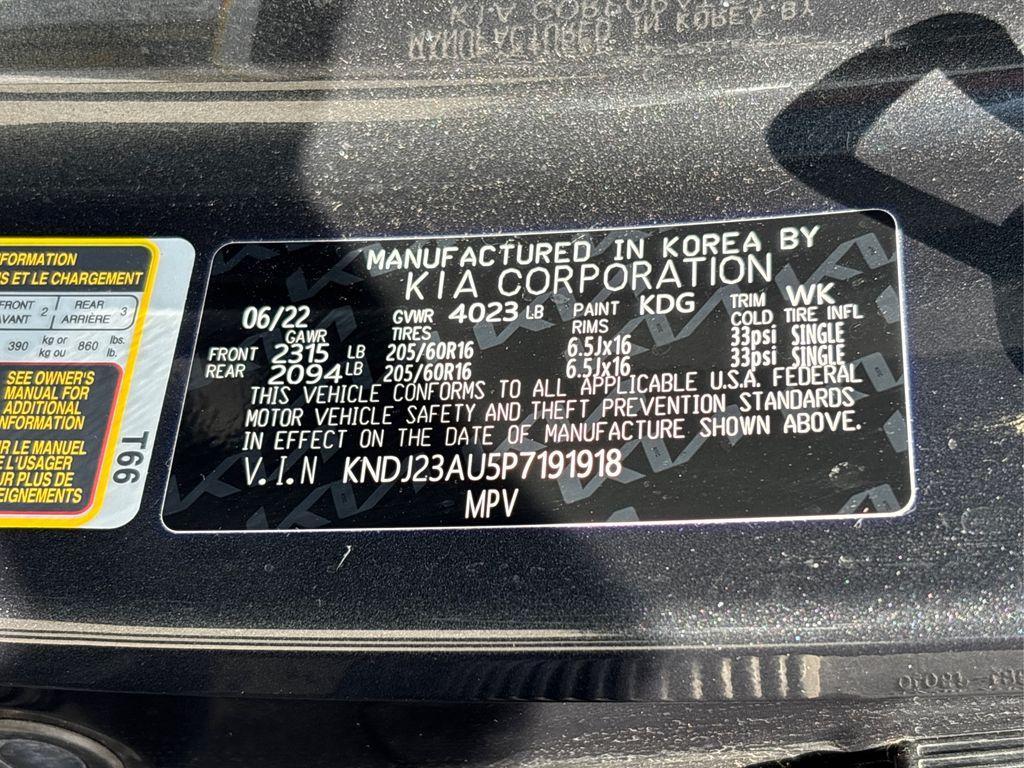 MANUFACTURED IN KOREA BY
KIA CORPORATION
06/22 GVWR 4023 LB PAINT KDG TRIM WK
GAWR TIRES RIMS COLD TIRE INFL
FRONT 2315 LB 205/60R16 6.5Jx16 33psi SINGLE
REAR 2094 LB 205/60R16 6.5Jx16 33psi SINGLE
THIS VEHICLE CONFORMS TO ALL APPLICABLE U.S.A. FEDERAL
MOTOR VEHICLE SAFETY AND THEFT PREVENTION STANDARDS
IN EFFECT ON THE DATE OF MANUFACTURE SHOWN ABOVE.
V.I.N KNDJ23AU5P7191918
MPV
NFORMATION
ET LE CHARGEMENT
FRONT 2 REAR 3
AVANT ARRIÈRE
390 kg or 860 lbs.
kg ou lb.
SEE OWNER'S
MANUAL FOR
ADDITIONAL
INFORMATION
LE MANUEL
L'USAGER
PLUS DE
EIGNEMENTS
T66